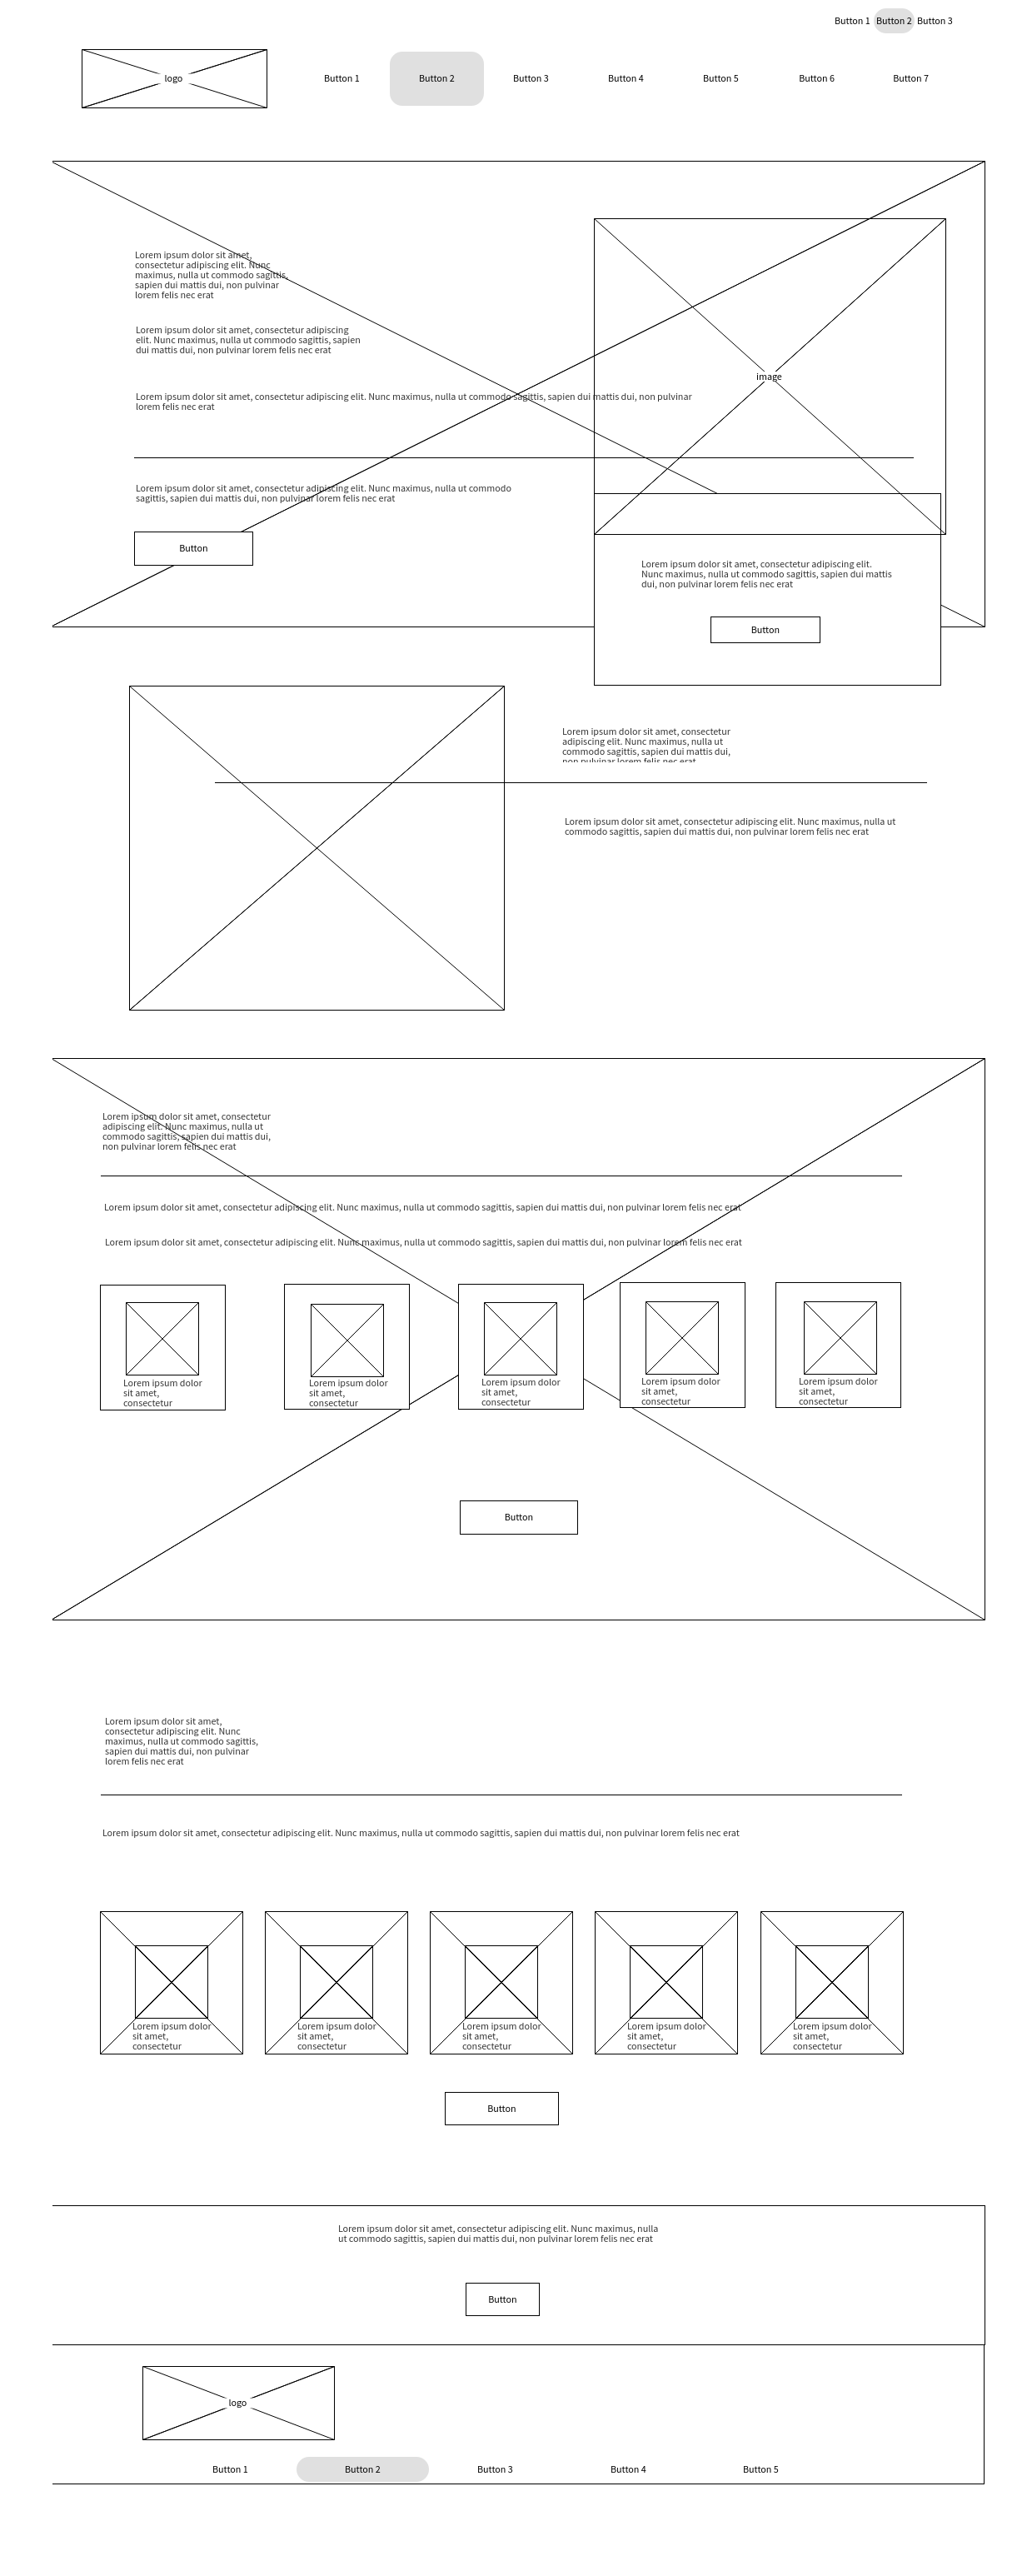 Button 1 Button 2 Button 3
logo Button 1 Button 2 Button 3 Button 4 Button 5 Button 6 Button 7
Lorem ipsum dolor sit amet,
consectetur adipiscing elit. Nunc
maximus, nulla ut commodo sagittis,
sapien dui mattis dui, non pulvinar
lorem felis nec erat
Lorem ipsum dolor sit amet, consectetur adipiscing
elit. Nunc maximus, nulla ut commodo sagittis, sapien
dui mattis dui, non pulvinar lorem felis nec erat
image
Lorem ipsum dolor sit amet, consectetur adipiscing elit. Nunc maximus, nulla ut commodo sagittis, sapien dui mattis dui, non pulvinar
lorem felis nec erat
Lorem ipsum dolor sit amet, consectetur adipiscing elit. Nunc maximus, nulla ut commodo
sagittis, sapien dui mattis dui, non pulvinar lorem felis nec erat
Button
Lorem ipsum dolor sit amet, consectetur adipiscing elit.
Nunc maximus, nulla ut commodo sagittis, sapien dui mattis
dui, non pulvinar lorem felis nec erat
Button
Lorem ipsum dolor sit amet, consectetur
adipiscing elit. Nunc maximus, nulla ut
commodo sagittis, sapien dui mattis dui,
non pulvinar lorem felis nec erat
Lorem ipsum dolor sit amet, consectetur adipiscing elit. Nunc maximus, nulla ut
commodo sagittis, sapien dui mattis dui, non pulvinar lorem felis nec erat
Lorem ipsum dolor sit amet, consectetur
adipiscing elit. Nunc maximus, nulla ut
commodo sagittis, sapien dui mattis dui,
non pulvinar lorem felis nec erat
Lorem ipsum dolor sit amet, consectetur adipiscing elit. Nunc maximus, nulla ut commodo sagittis, sapien dui mattis dui, non pulvinar lorem felis nec erat
Lorem ipsum dolor sit amet, consectetur adipiscing elit. Nunc maximus, nulla ut commodo sagittis, sapien dui mattis dui, non pulvinar lorem felis nec erat
Lorem ipsum dolor
sit amet,
consectetur
Lorem ipsum dolor
sit amet,
consectetur
Lorem ipsum dolor
sit amet,
consectetur
Lorem ipsum dolor
sit amet,
consectetur
Lorem ipsum dolor
sit amet,
consectetur
Button
Lorem ipsum dolor sit amet,
consectetur adipiscing elit. Nunc
maximus, nulla ut commodo sagittis,
sapien dui mattis dui, non pulvinar
lorem felis nec erat
Lorem ipsum dolor sit amet, consectetur adipiscing elit. Nunc maximus, nulla ut commodo sagittis, sapien dui mattis dui, non pulvinar lorem felis nec erat
Lorem ipsum dolor
sit amet,
consectetur
Lorem ipsum dolor
sit amet,
consectetur
Lorem ipsum dolor
sit amet,
consectetur
Lorem ipsum dolor
sit amet,
consectetur
Lorem ipsum dolor
sit amet,
consectetur
Button
Lorem ipsum dolor sit amet, consectetur adipiscing elit. Nunc maximus, nulla
ut commodo sagittis, sapien dui mattis dui, non pulvinar lorem felis nec erat
Button
logo
Button 1 Button 2 Button 3 Button 4 Button 5